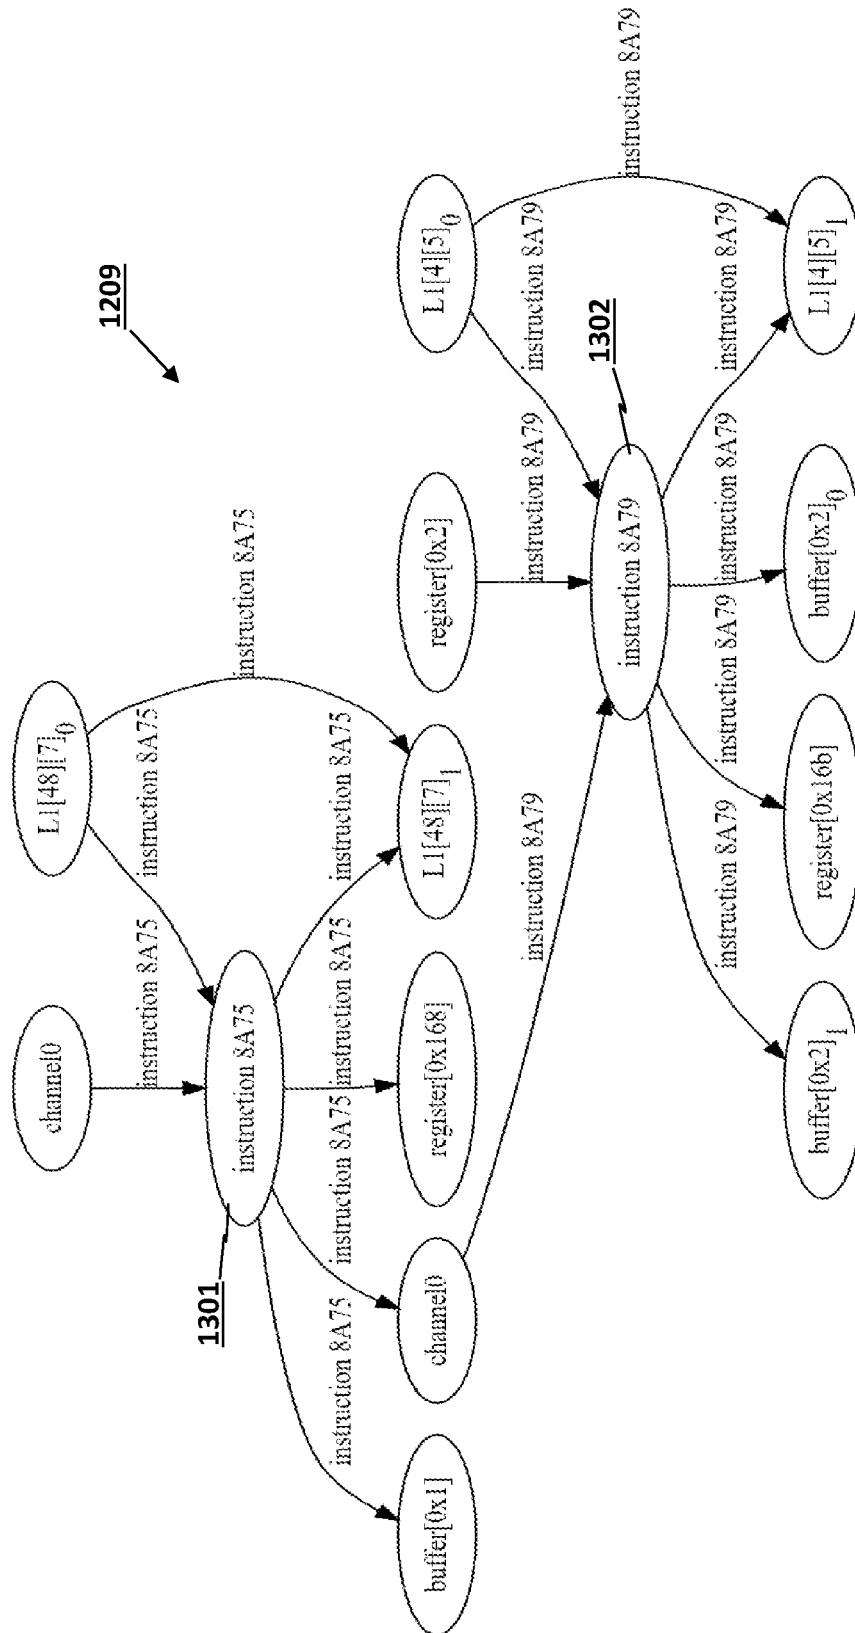 channel0
L1[48][7]0
1209
instruction 8A75
instruction 8A75
1301
instruction 8A75
instruction 8A75
instruction 8A75
instruction 8A75
instruction 8A75
instruction 8A75
buffer[0x1]
channel0
register[0x168]
L1[48][7]1
register[0x2]
L1[4][5]0
instruction 8A79
instruction 8A79
instruction 8A79
1302
instruction 8A79
instruction 8A79
instruction 8A79
instruction 8A79
instruction 8A79
instruction 8A79
buffer[0x2]1
register[0x16b]
buffer[0x2]0
L1[4][5]1